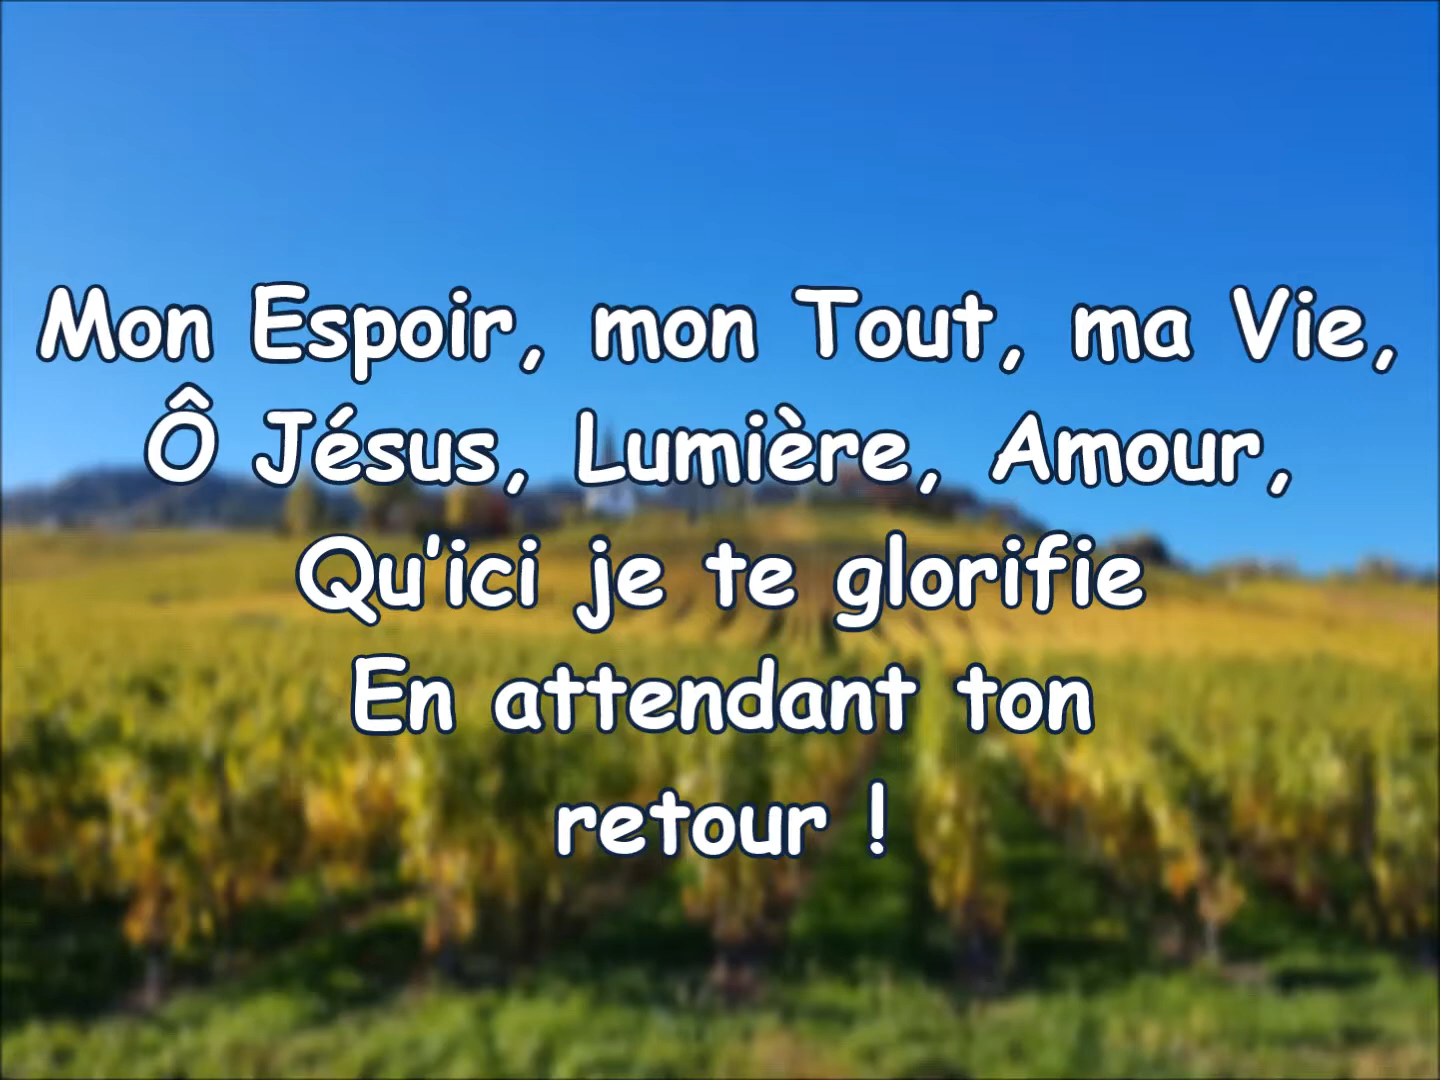 Mon Espoir, mon Tout, ma Vie,
Ô Jésus, Lumière, Amour,
Qu'ici je te glorifie
En attendant ton
retour !